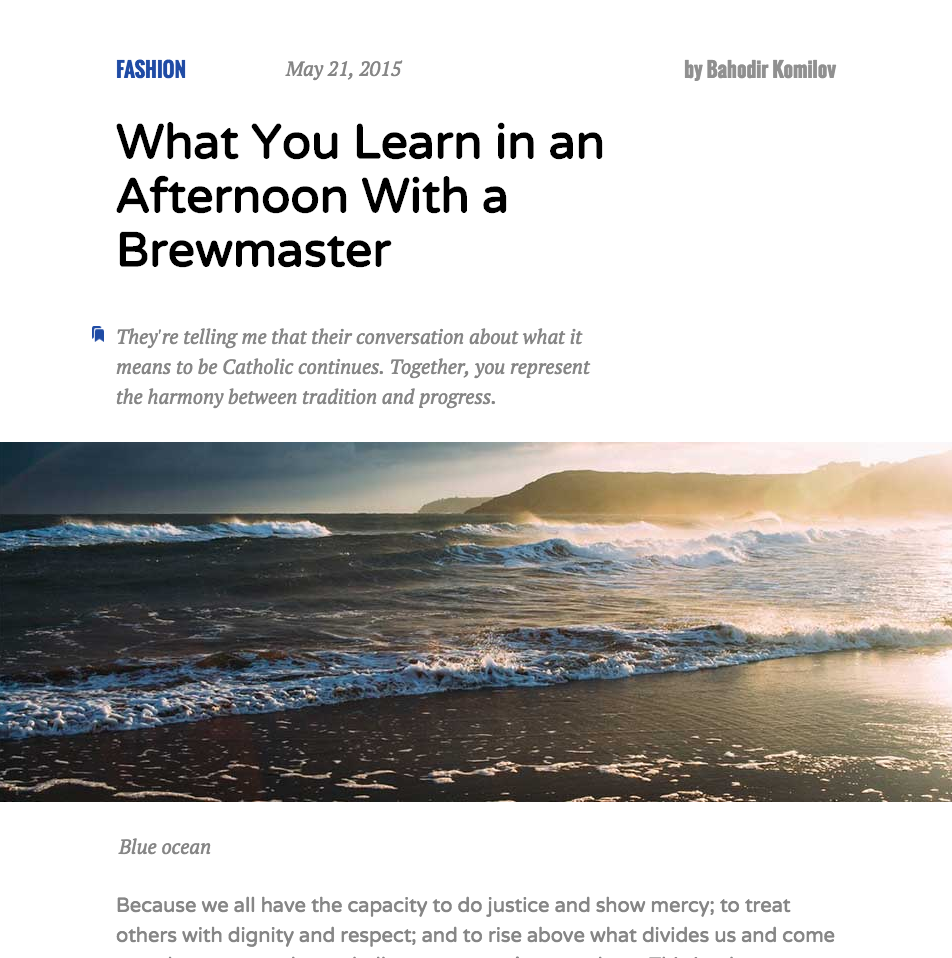 FASHION May 21, 2015 by Bahodir Komilov
What You Learn in an
Afternoon With a
Brewmaster
They're telling me that their conversation about what it
means to be Catholic continues. Together, you represent
the harmony between tradition and progress.
Blue ocean
Because we all have the capacity to do justice and show mercy; to treat
others with dignity and respect; and to rise above what divides us and come